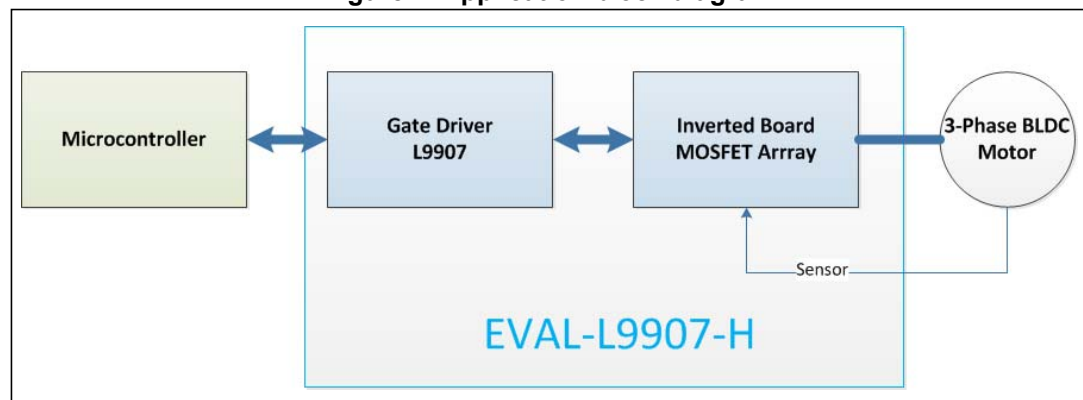 Microcontroller
Gate Driver
L9907
Inverted Board
MOSFET Arrray
3-Phase BLDC
Motor
Sensor
EVAL-L9907-H